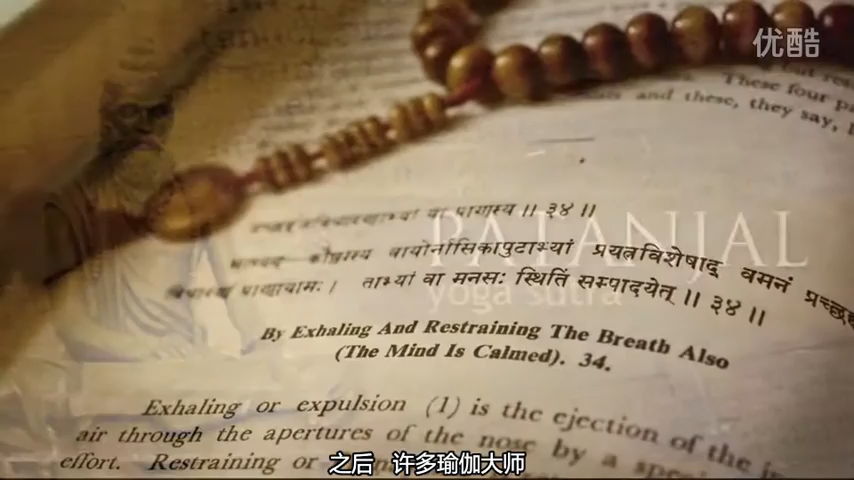 优酷
These four pa
and these, they say,
वा ॥ ३४ ॥
PATANJAL
वायोर्नासिकापुटाभ्यां प्रयत्नविशेषाद् वमनं
yoga sutra
ताभ्यां वा मनसः स्थितिं सम्पादयेत् ॥ ३४ ॥
By Exhaling And Restraining The Breath Also
(The Mind Is Calmed). 34.
Exhaling or expulsion (1) is the ejection of the
air through the apertures of the nose by a
effort. Restraining or
之后 许多瑜伽大师